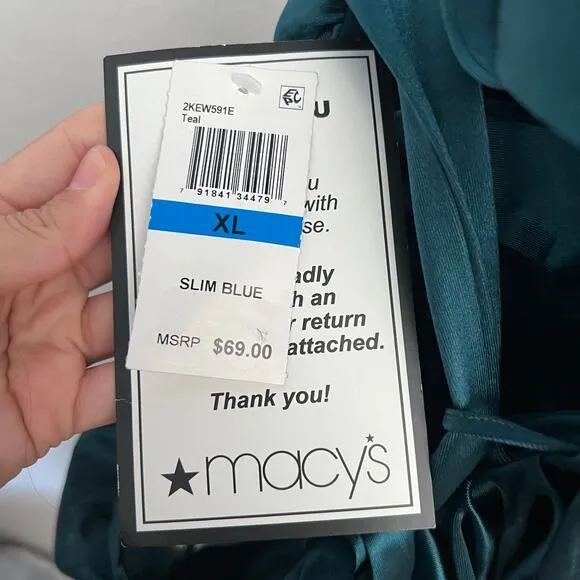 2KEW591E
Teal
7 91841 34479 7
XL
SLIM BLUE
MSRP $69.00
U
u
with
se.
adly
h an
r return
attached.
Thank you!
macy's